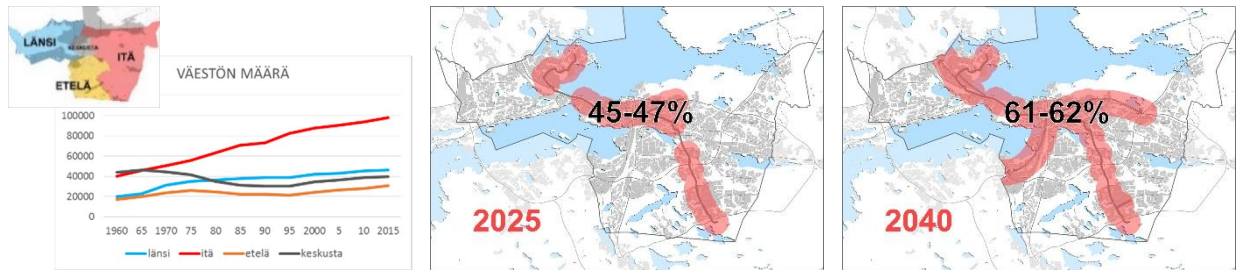 LÄNSI
KESKUSTA
ITÄ
ETELÄ
VÄESTÖN MÄÄRÄ
100000
80000
60000
40000
20000
0
1960 65 1970 75 80 85 90 95 2000 5 10 2015
länsi itä etelä keskusta
45-47%
2025
61-62%
2040